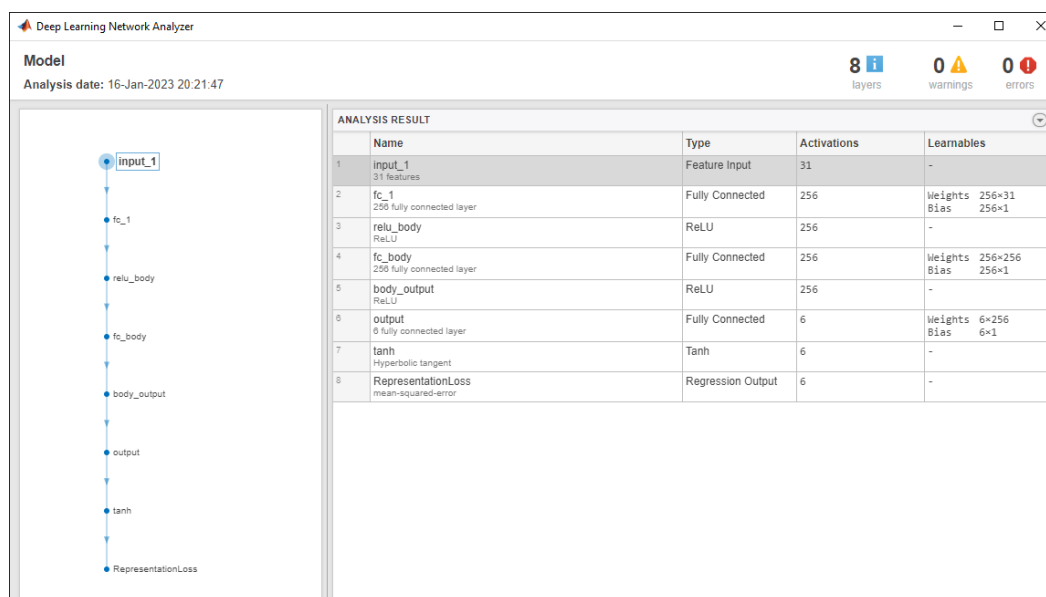 Deep Learning Network Analyzer
Model
Analysis date: 16-Jan-2023 20:21:47
8 i
layers
0
warnings
0
errors
input_1
fc_1
relu_body
fc_body
body_output
output
tanh
RepresentationLoss
ANALYSIS RESULT
Name Type Activations Learnables
1 input_1 Feature Input 31 -
31 features
2 fc_1 Fully Connected 256 Weights 256×31
256 fully connected layer Bias 256×1
3 relu_body ReLU 256 -
ReLU
4 fc_body Fully Connected 256 Weights 256×256
256 fully connected layer Bias 256×1
5 body_output ReLU 256 -
ReLU
6 output Fully Connected 6 Weights 6×256
6 fully connected layer Bias 6×1
7 tanh Tanh 6 -
Hyperbolic tangent
8 RepresentationLoss Regression Output 6 -
mean-squared-error